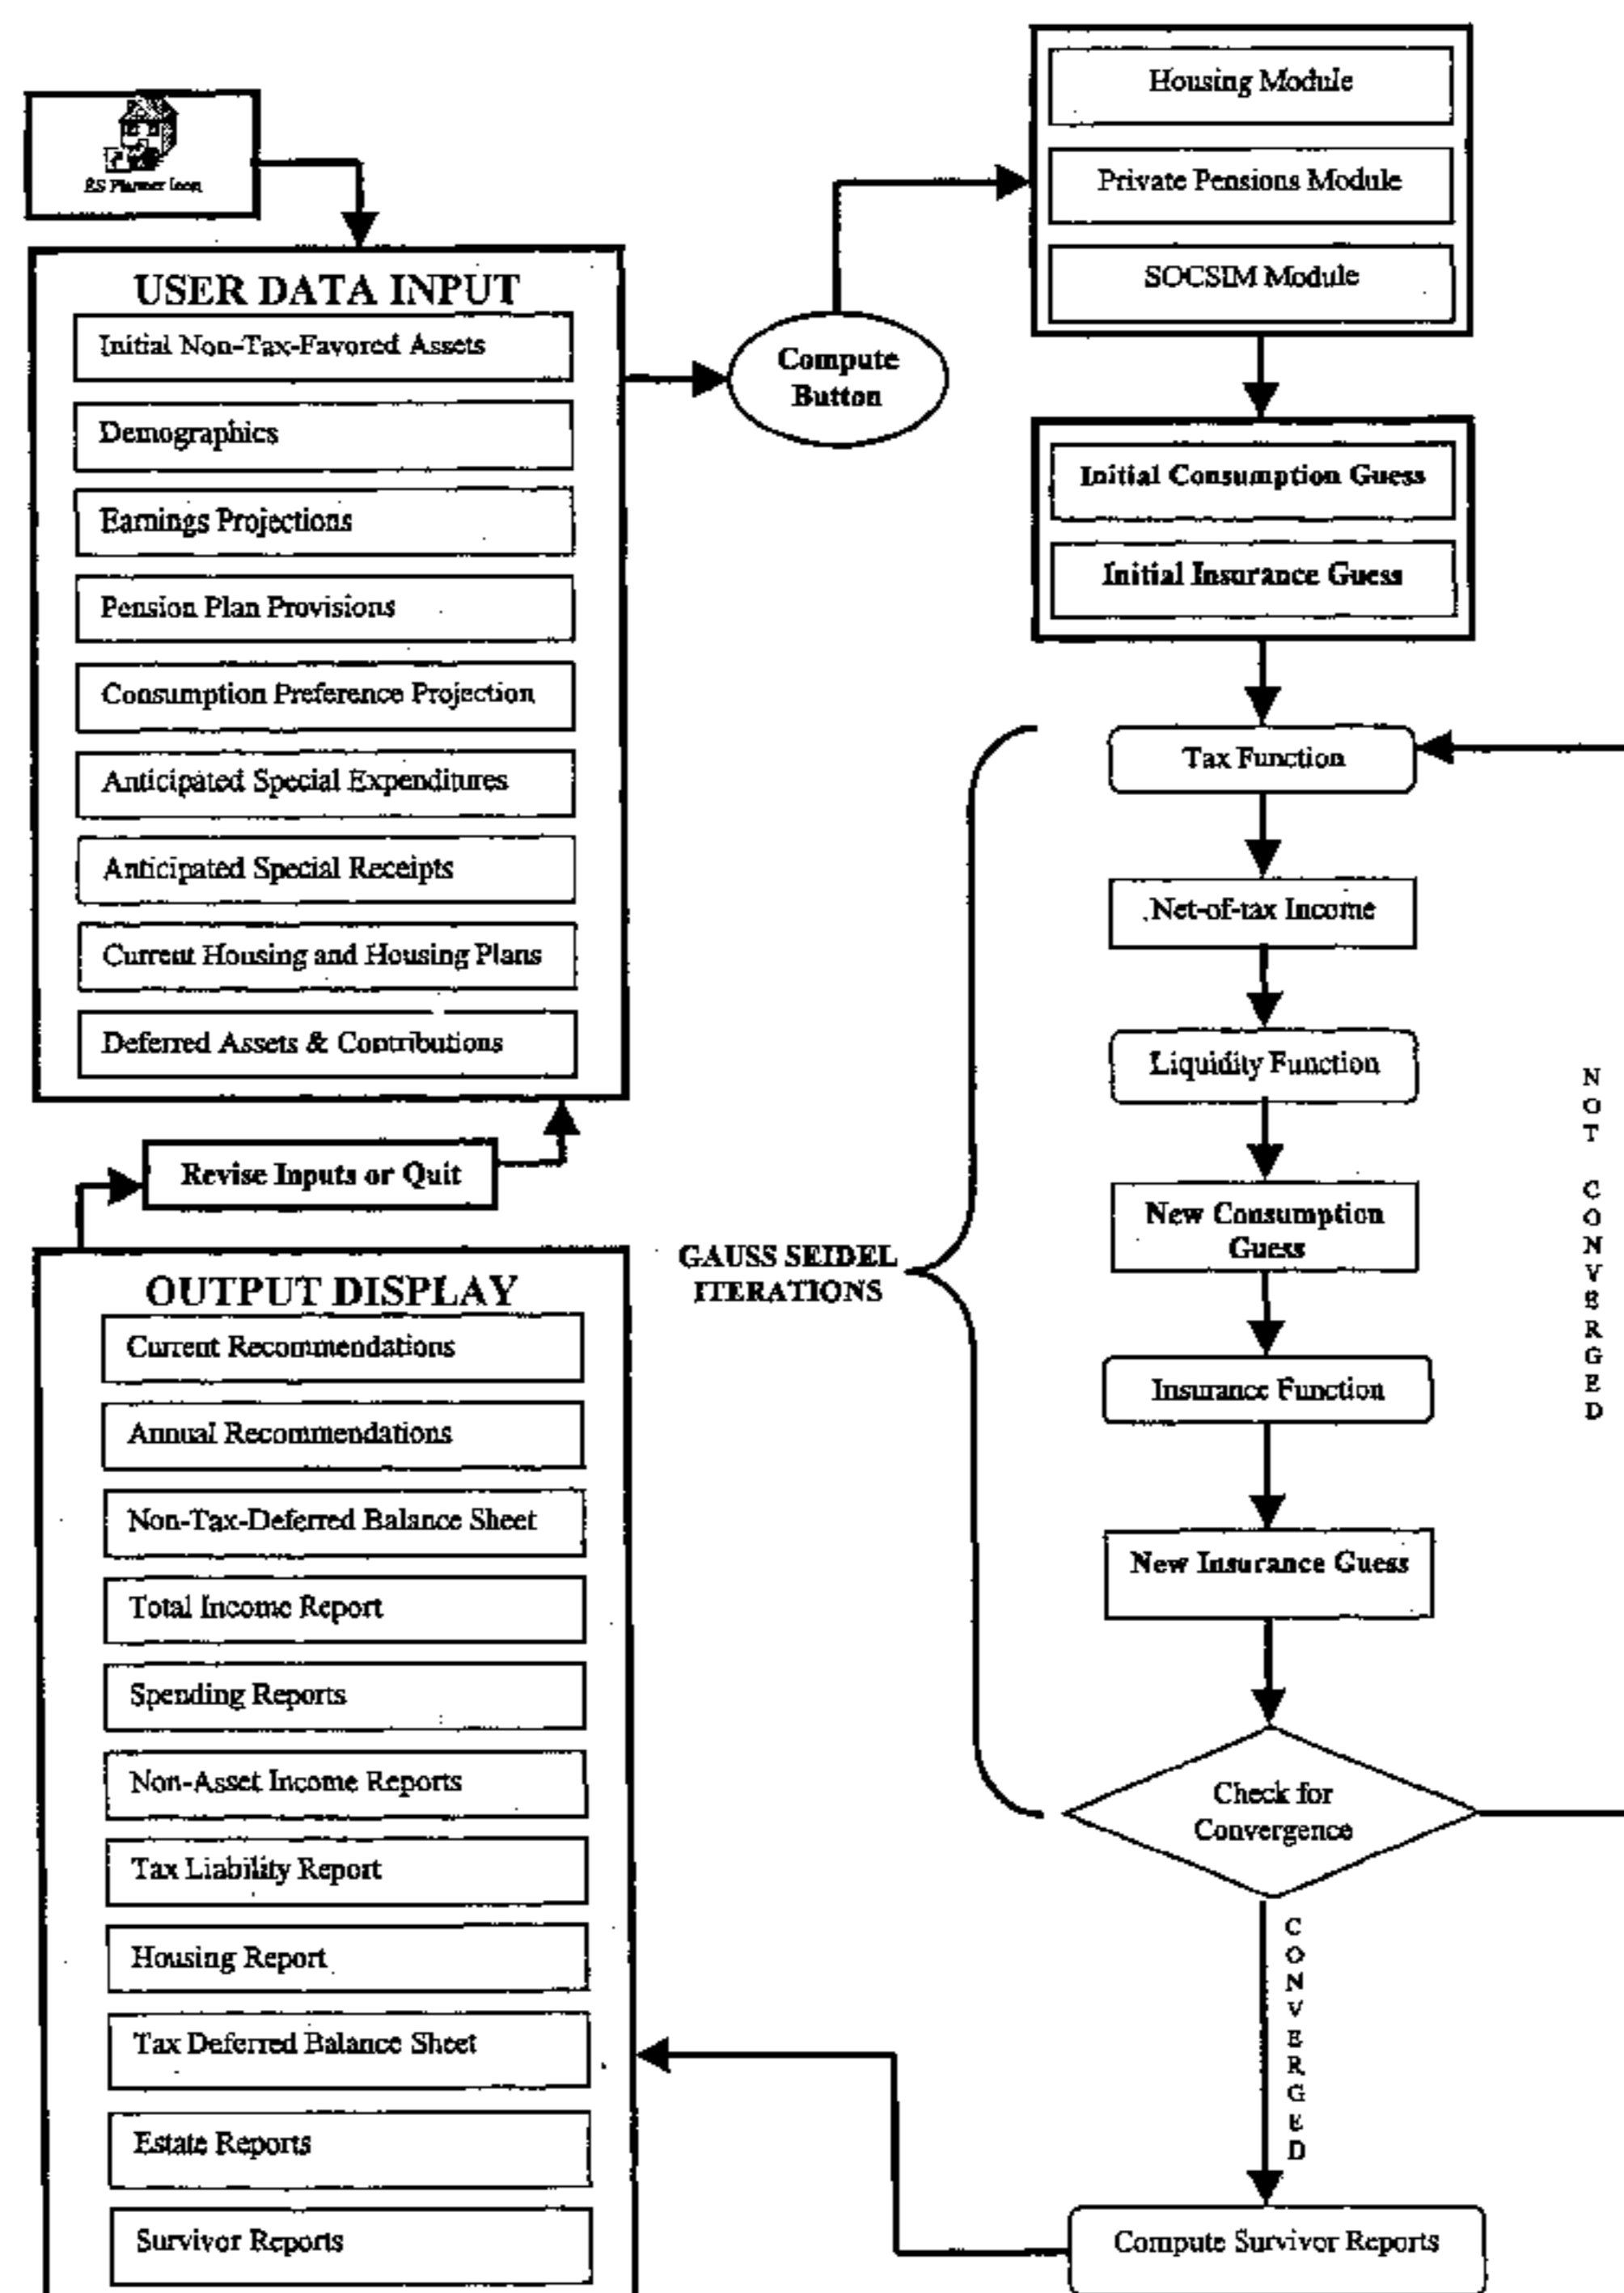 ES Planner Icon
USER DATA INPUT
Initial Non-Tax-Favored Assets
Demographics
Earnings Projections
Pension Plan Provisions
Consumption Preference Projection
Anticipated Special Expenditures
Anticipated Special Receipts
Current Housing and Housing Plans
Deferred Assets & Contributions
Revise Inputs or Quit
OUTPUT DISPLAY
Current Recommendations
Annual Recommendations
Non-Tax-Deferred Balance Sheet
Total Income Report
Spending Reports
Non-Asset Income Reports
Tax Liability Report
Housing Report
Tax Deferred Balance Sheet
Estate Reports
Survivor Reports
Compute
Button
Housing Module
Private Pensions Module
SOCSIM Module
Initial Consumption Guess
Initial Insurance Guess
GAUSS SEIDEL
ITERATIONS
Tax Function
Net-of-tax Income
Liquidity Function
New Consumption
Guess
Insurance Function
New Insurance Guess
Check for
Convergence
NOT CONVERGED
CONVERGED
Compute Survivor Reports